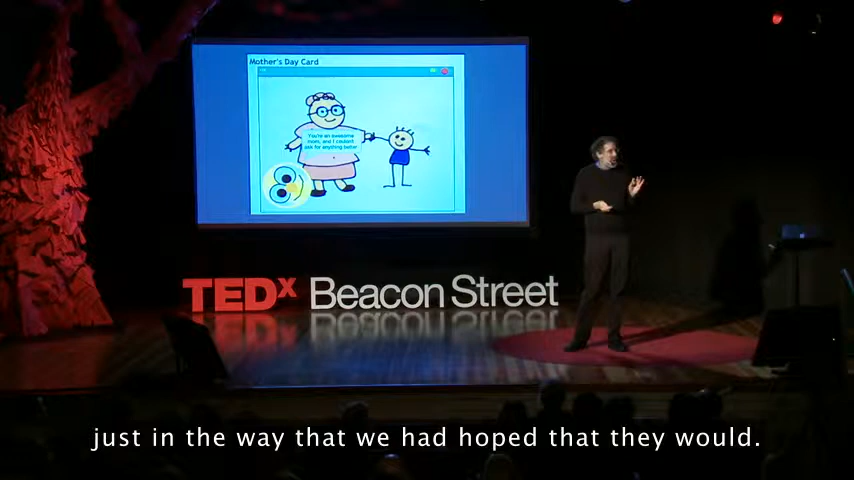 Mother's Day Card
You're an awesome
mom, and I couldn't
ask for anything better
TEDx Beacon Street
just in the way that we had hoped that they would.